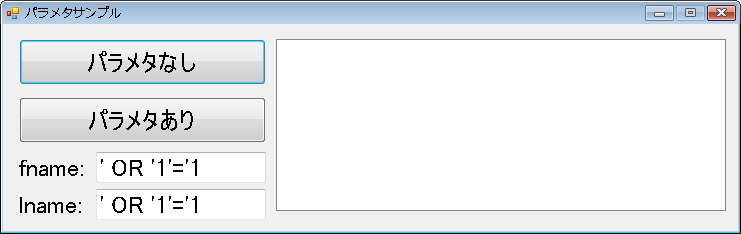 パラメタサンプル
パラメタなし
パラメタあり
fname: ' OR '1'='1
lname: ' OR '1'='1